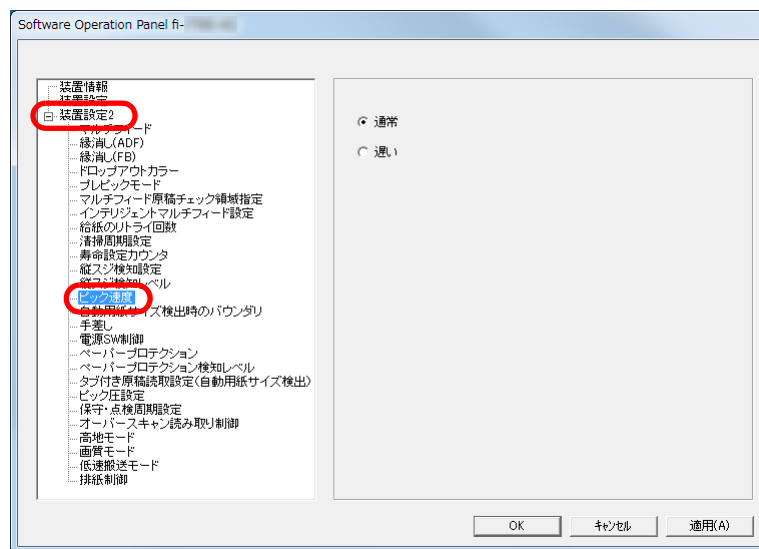 Software Operation Panel fi-
装置情報
装置設定
装置設定2
マルチフィード
縁消し(ADF)
縁消し(FB)
ドロップアウトカラー
プレピックモード
マルチフィード原稿チェック領域指定
インテリジェントマルチフィード設定
給紙のリトライ回数
清掃周期設定
寿命設定カウンタ
縦スジ検知設定
縦スジ検知レベル
ピック速度
自動用紙サイズ検出時のバウンダリ
手差し
電源SW制御
ペーパープロテクション
ペーパープロテクション検知レベル
タブ付き原稿読取設定(自動用紙サイズ検出)
ピック圧設定
保守・点検周期設定
オーバースキャン読み取り制御
高地モード
画質モード
低速搬送モード
排紙制御
通常
遅い
OK キャンセル 適用(A)